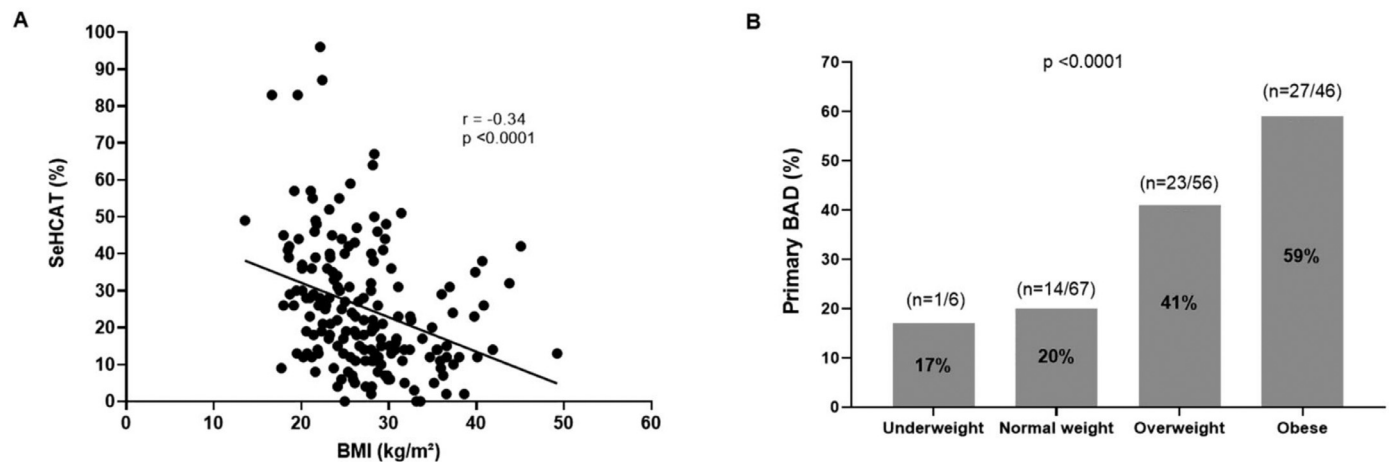 A
SeHCAT (%)
100
90
80
70
60
50
40
30
20
10
0
r = -0.34
p <0.0001
0 10 20 30 40 50 60
BMI (kg/m²)
B
Primary BAD (%)
70
60
50
40
30
20
10
0
p <0.0001
(n=1/6)
17%
(n=14/67)
20%
(n=23/56)
41%
(n=27/46)
59%
Underweight Normal weight Overweight Obese